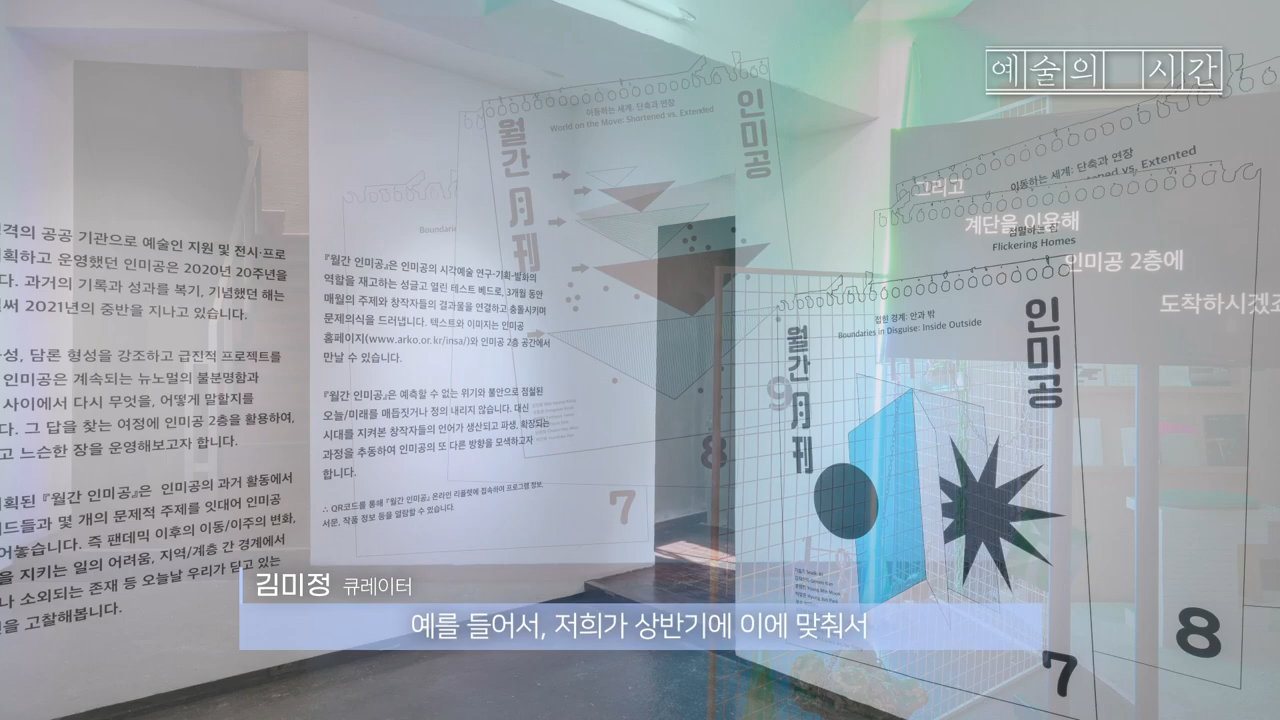 예술의 시간
성격의 공공 기관으로 예술인 지원 및 전시·프로
기획하고 운영했던 인미공은 2020년 20주년을
다. 과거의 기록과 성과를 복기, 기념했던 해는
써 2021년의 중반을 지나고 있습니다.
성, 담론 형성을 강조하고 급진적 프로젝트를
인미공은 계속되는 뉴노멀의 불분명함과
사이에서 다시 무엇을, 어떻게 말할지를
다. 그 답을 찾는 여정에 인미공 2층을 활용하여,
고 느슨한 장을 운영해보고자 합니다.
획된 『월간 인미공』은 인미공의 과거 활동에서
드들과 몇 개의 문제적 주제를 잇대어 인미공
어놓습니다. 즉 팬데믹 이후의 이동/이주의 변화,
을 지키는 일의 어려움, 지역/계층 간 경계에서
나 소외되는 존재 등 오늘날 우리가 딛고 있는
을 고찰해봅니다.
『월간 인미공』은 인미공의 시각예술 연구·기획·발화의
역할을 재고하는 성글고 열린 테스트 베드로, 3개월 동안
매월의 주제와 창작자들의 결과물을 연결하고 충돌시키며
문제의식을 드러냅니다. 텍스트와 이미지는 인미공
홈페이지(www.arko.or.kr/insa/)와 인미공 2층 공간에서
만날 수 있습니다.
『월간 인미공』은 예측할 수 없는 위기와 불안으로 점철된
오늘/미래를 매듭짓거나 정의 내리지 않습니다. 대신
시대를 지켜본 창작자들의 언어가 생산되고 파생, 확장되는
과정을 추동하여 인미공의 또 다른 방향을 모색하고자
합니다.
∴ QR코드를 통해 『월간 인미공』 온라인 리플렛에 접속하여 프로그램 정보,
서문, 작품 정보 등을 열람할 수 있습니다.
Boundari
7
이동하는 세계: 단축과 연장
World on the Move: Shortened vs. Extended
월간 月刊
인미공
8
9
그리고
계단을 이용해
인미공 2층에
도착하시겠죠
이동하는 세계: 단축과 연장
vs. Extented
점멸하는 집
Flickering Homes
8
접힌 경계: 안과 밖
Boundaries in Disguise: Inside Outside
월간 月刊
인미공
7
김미정 큐레이터
예를 들어서, 저희가 상반기에 이에 맞춰서